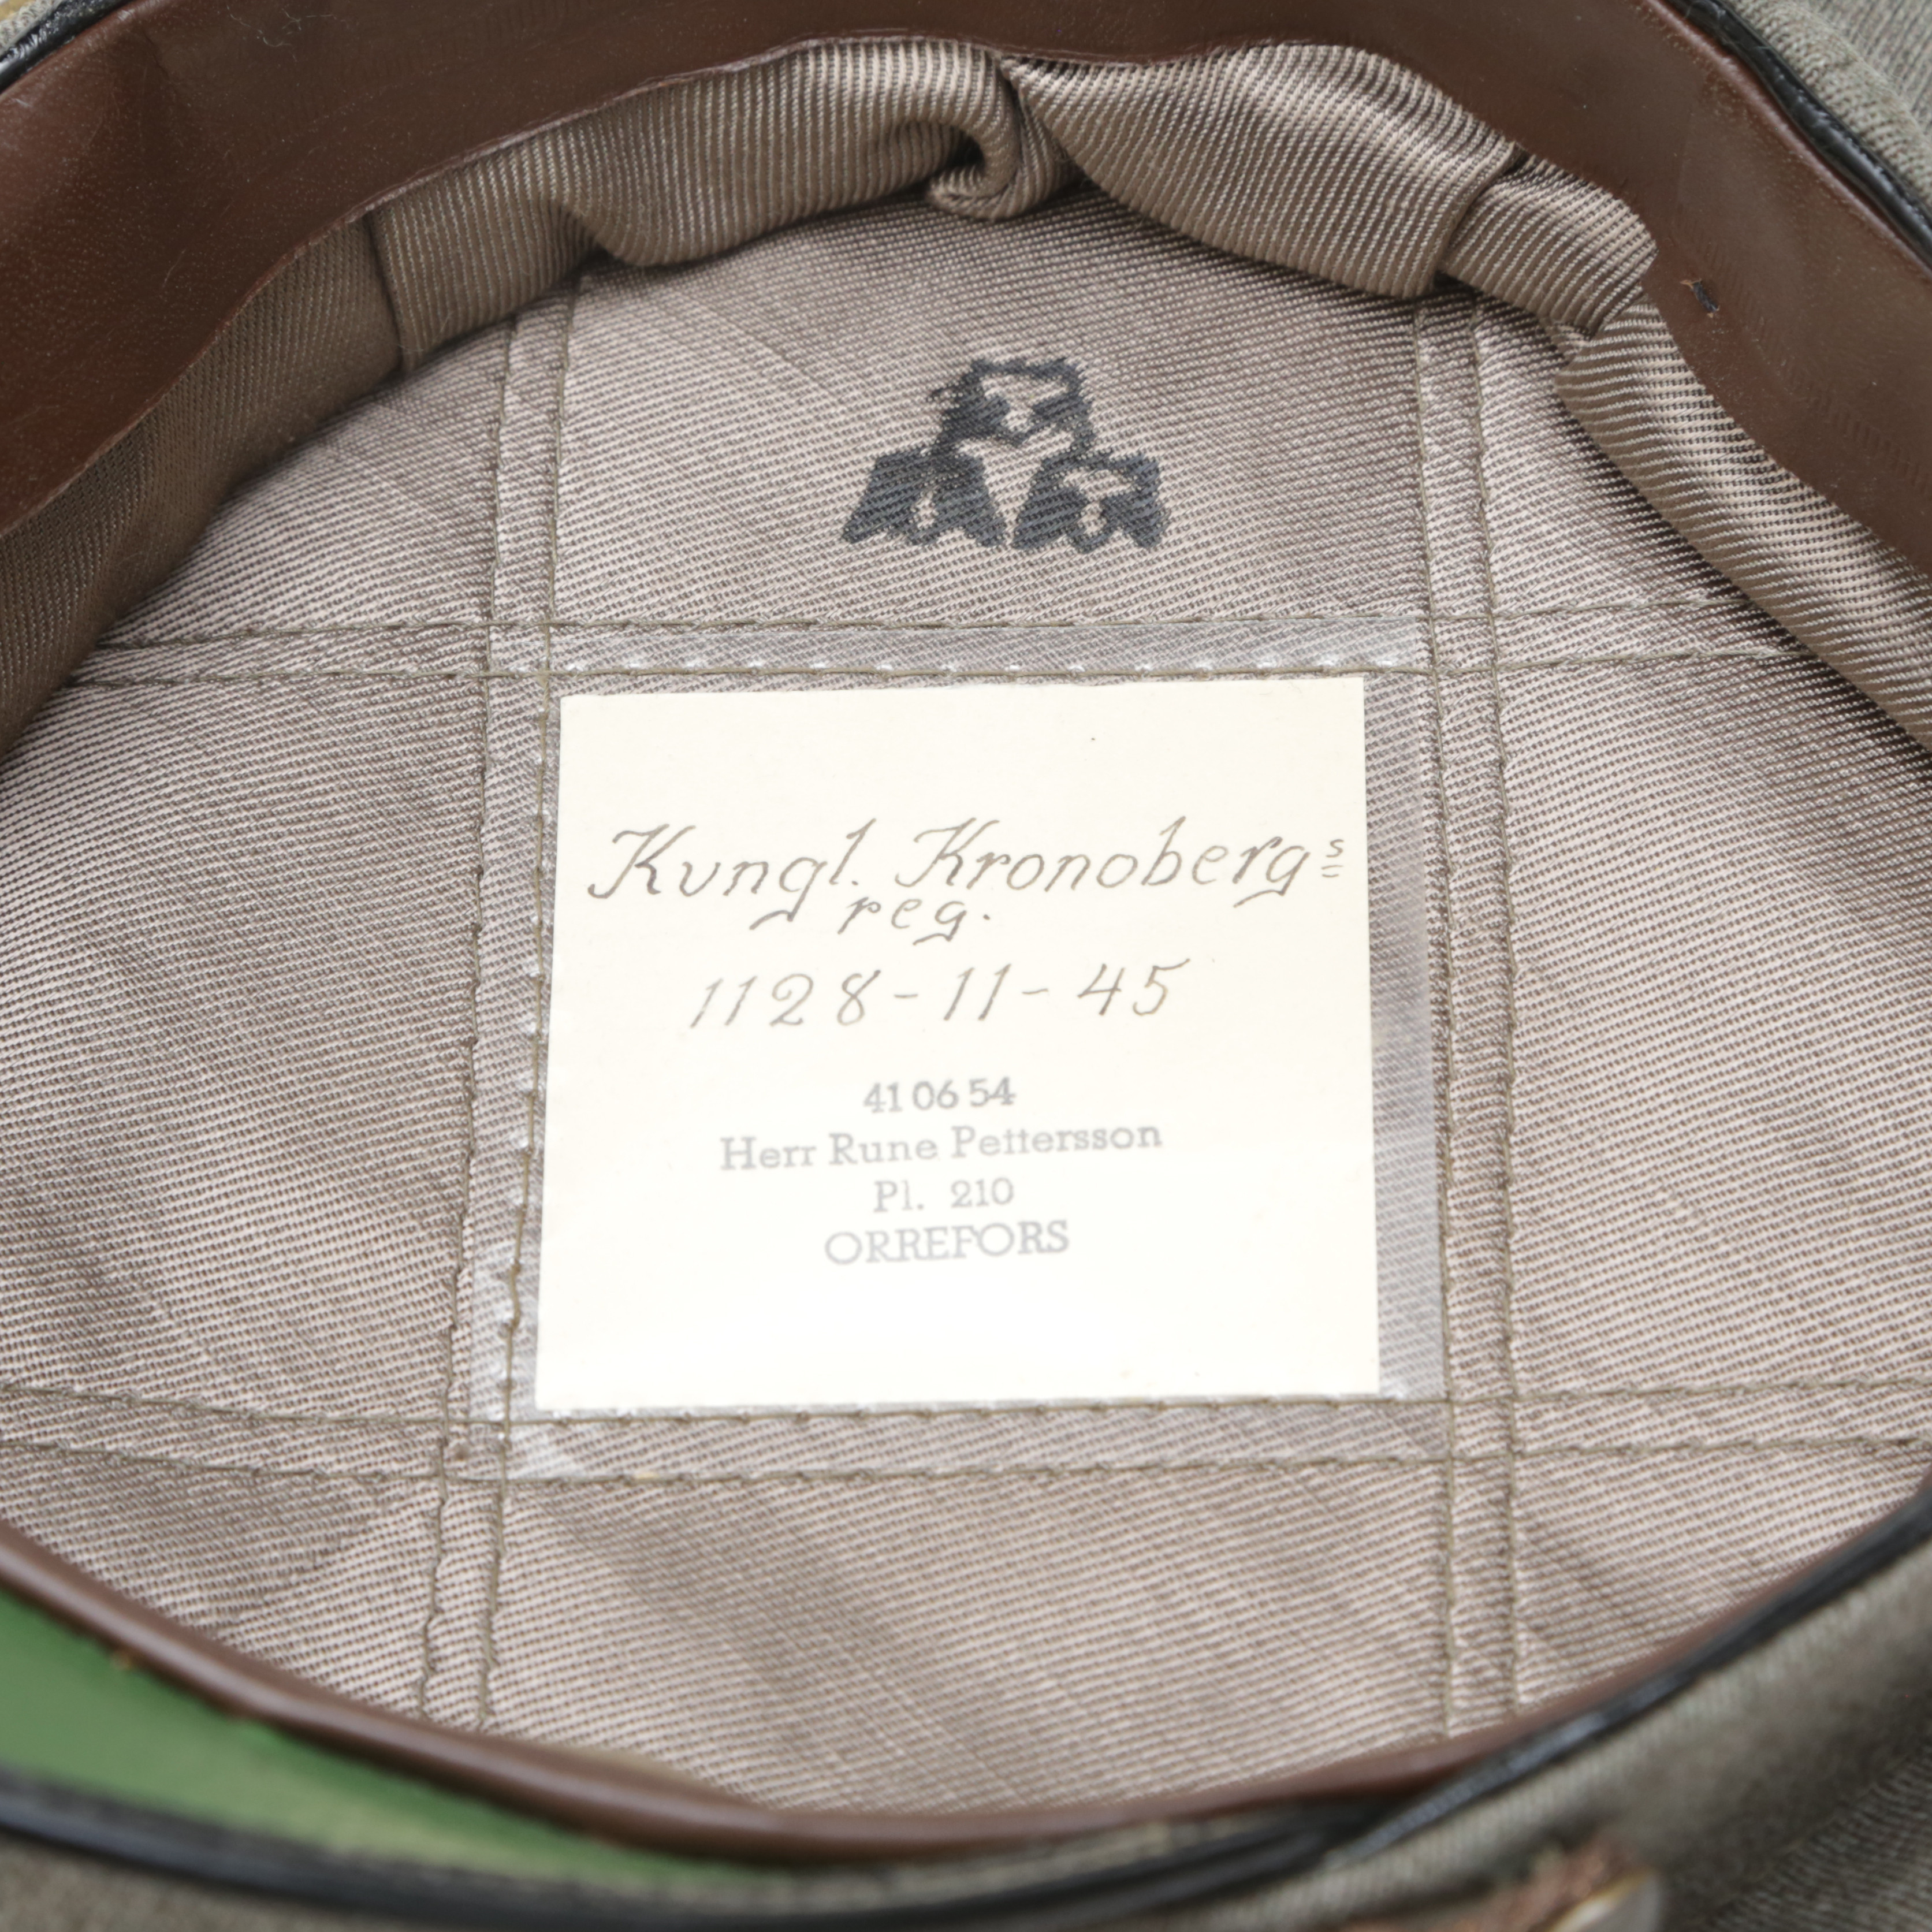 Kungl. Kronobergs
reg.
1128-11-45
41 06 54
Herr Rune Pettersson
Pl. 210
ORREFORS